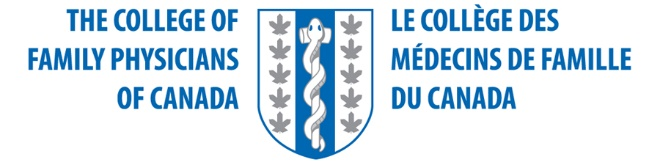 THE COLLEGE OF
FAMILY PHYSICIANS
OF CANADA
LE COLLÈGE DES
MÉDECINS DE FAMILLE
DU CANADA